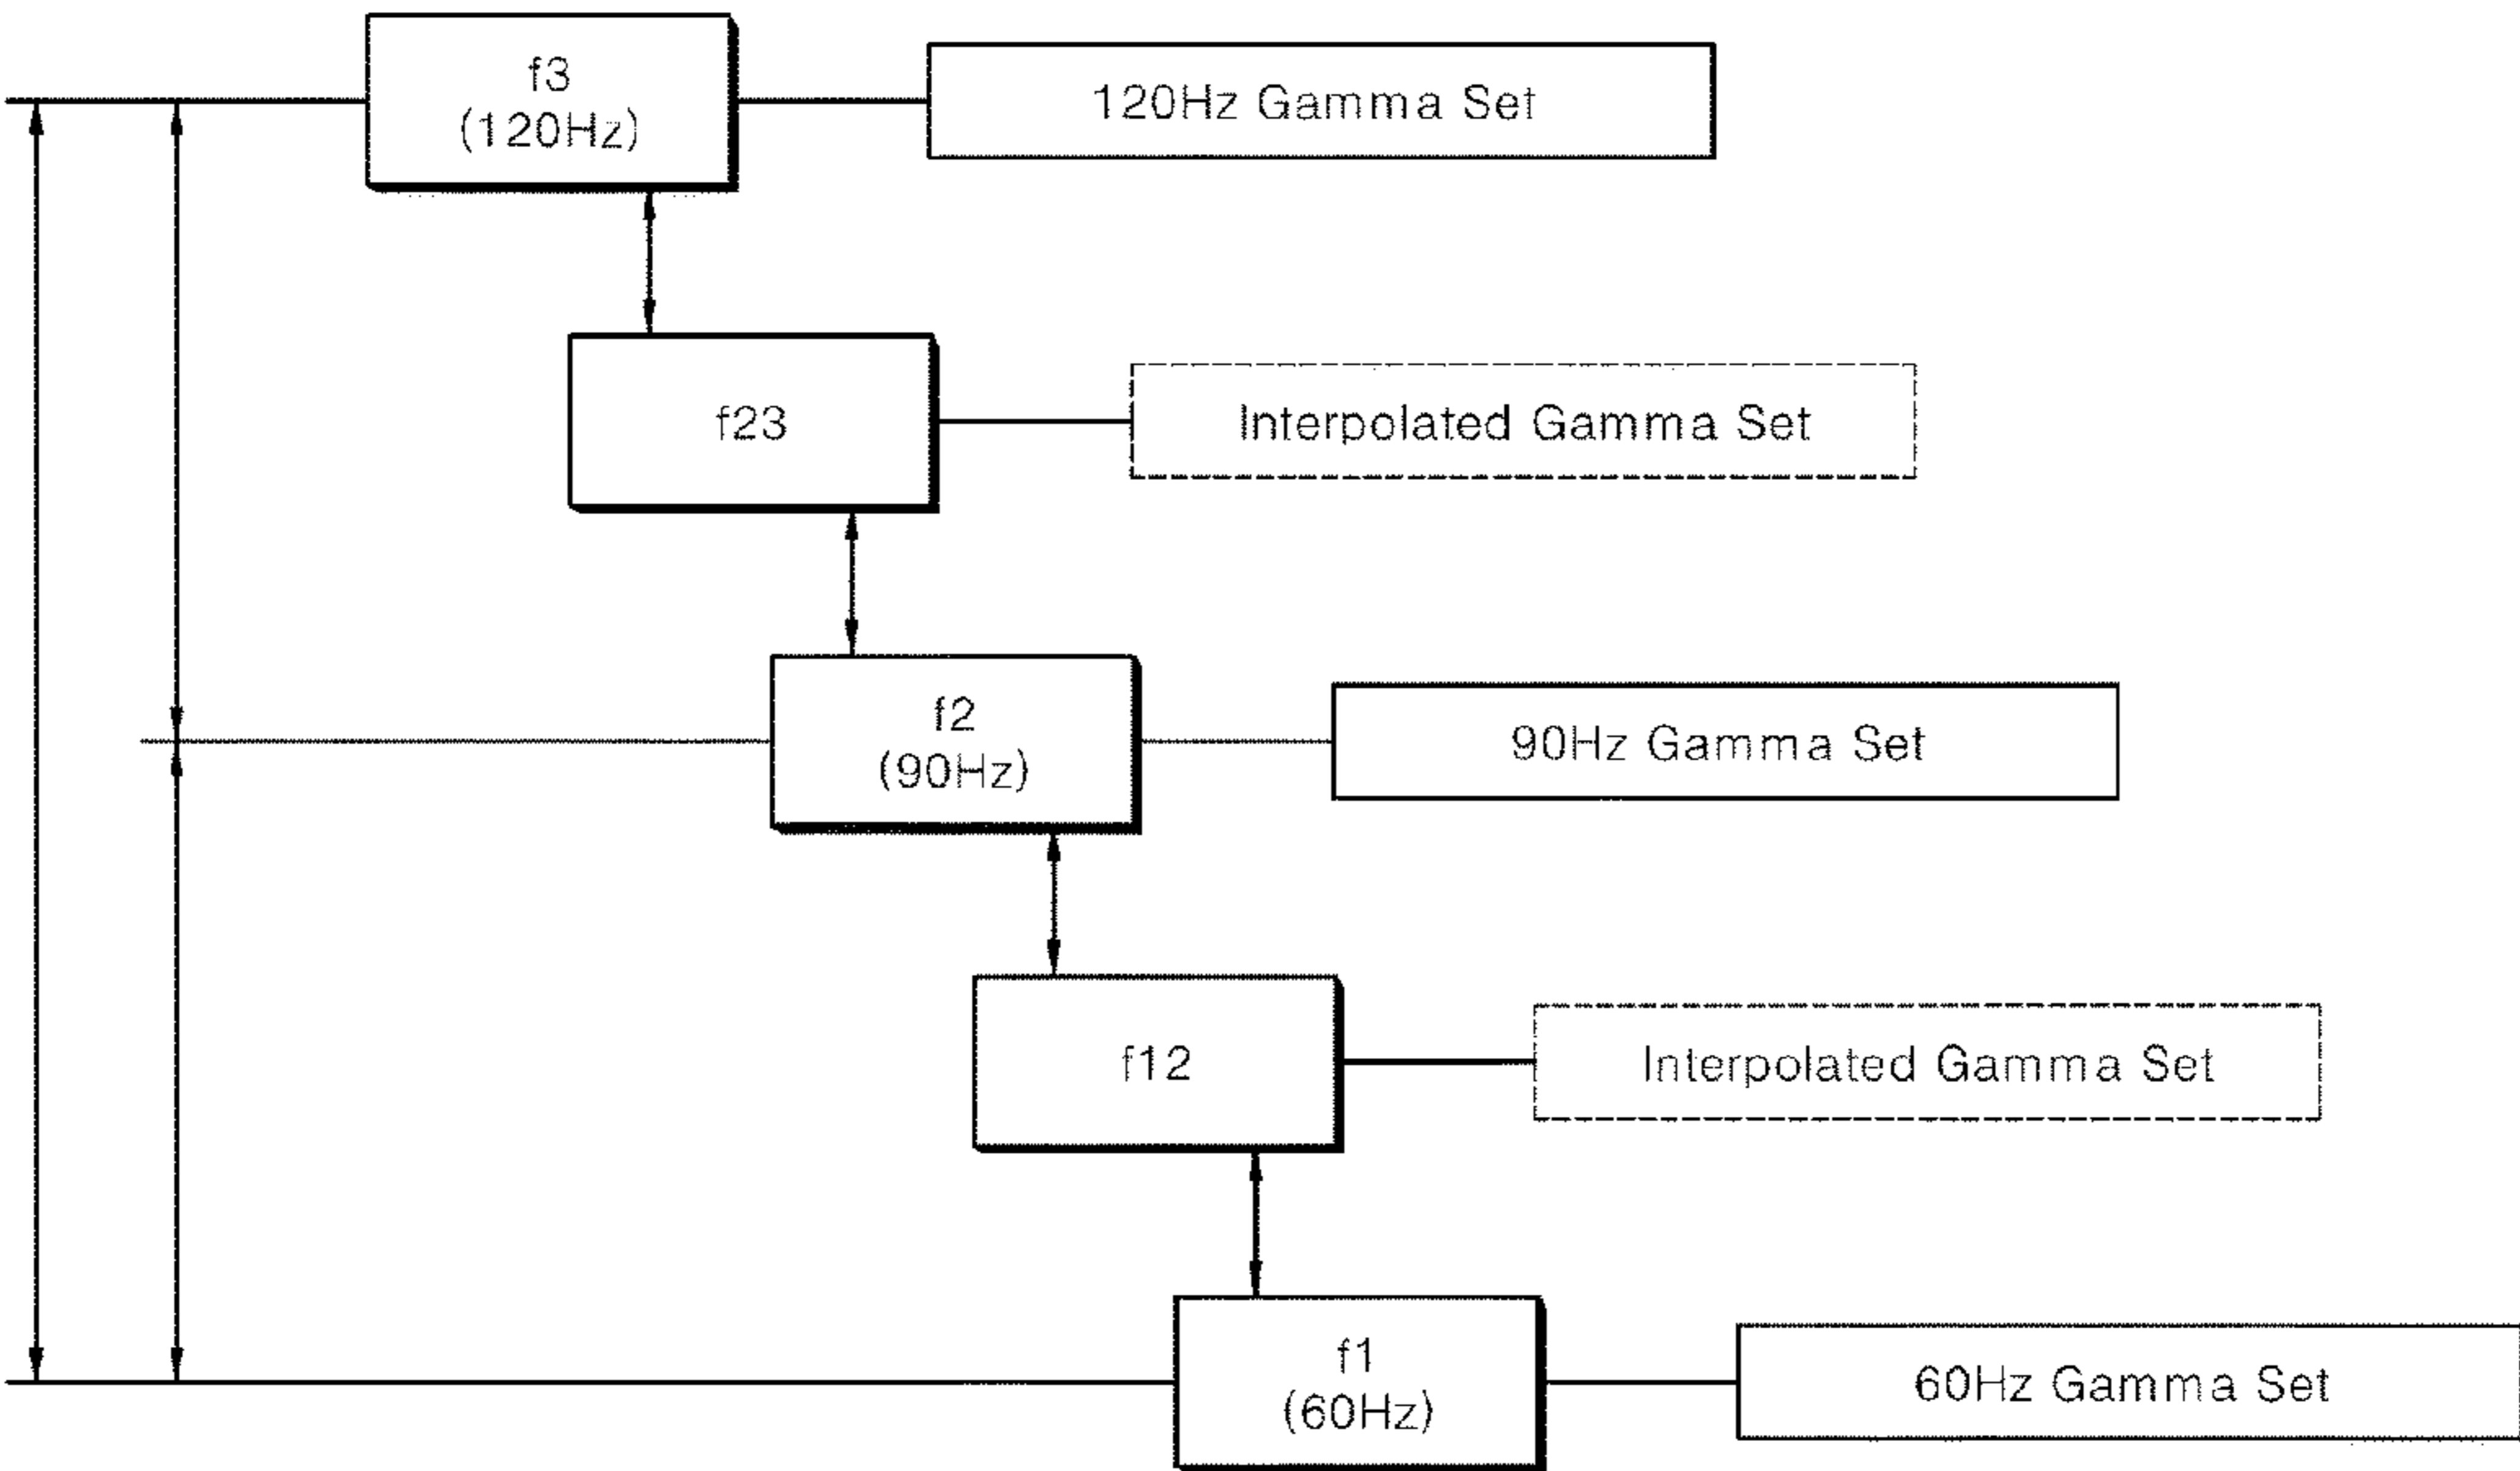 f3
(120Hz)
120Hz Gamma Set
f23
Interpolated Gamma Set
f2
(90Hz)
90Hz Gamma Set
f12
Interpolated Gamma Set
f1
(60Hz)
60Hz Gamma Set